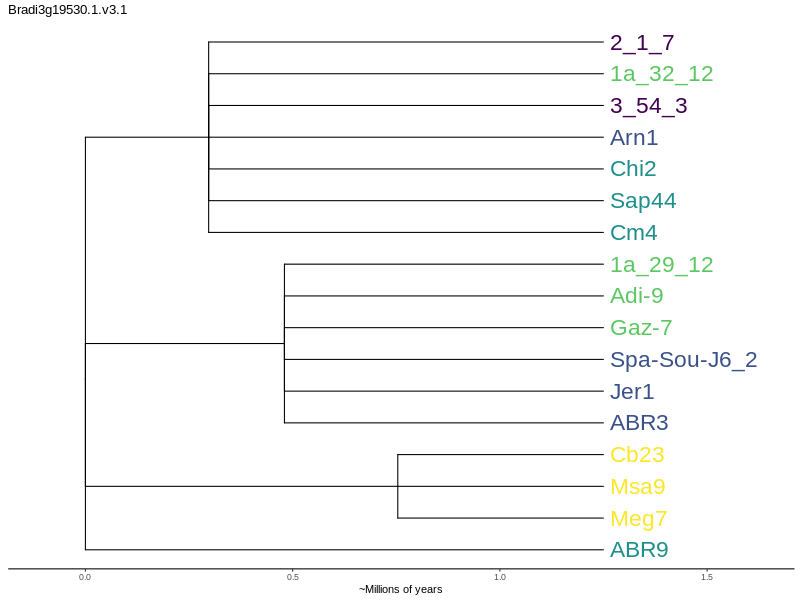 Bradi3g19530.1.v3.1
2_1_7
1a_32_12
3_54_3
Arn1
Chi2
Sap44
Cm4
1a_29_12
Adi-9
Gaz-7
Spa-Sou-J6_2
Jer1
ABR3
Cb23
Msa9
Meg7
ABR9
0.0 0.5 1.0 1.5
~Millions of years